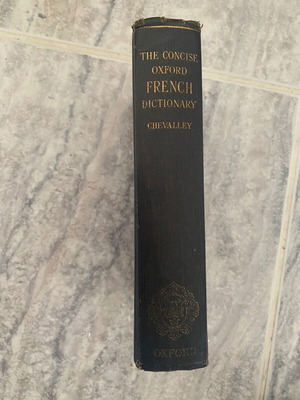 THE CONCISE
OXFORD
FRENCH
DICTIONARY
CHEVALLEY
OXFORD